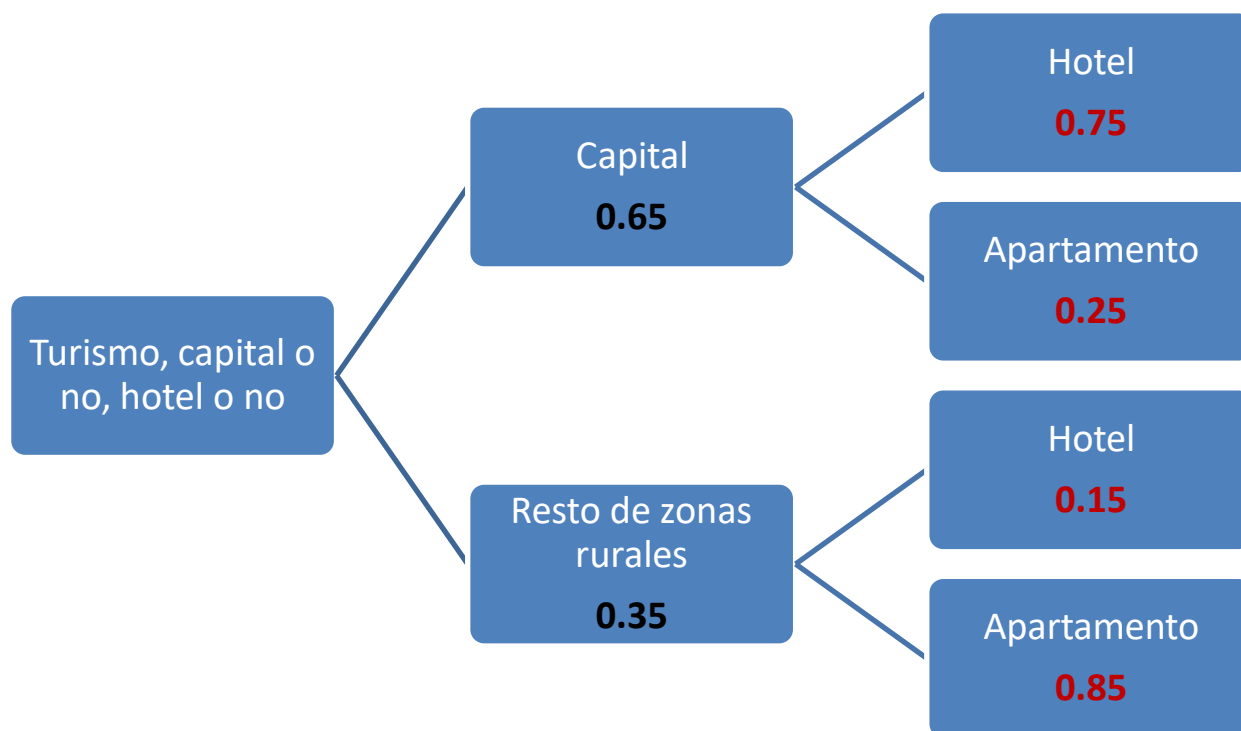 Turismo, capital o
no, hotel o no
Capital
0.65
Hotel
0.75
Apartamento
0.25
Resto de zonas
rurales
0.35
Hotel
0.15
Apartamento
0.85